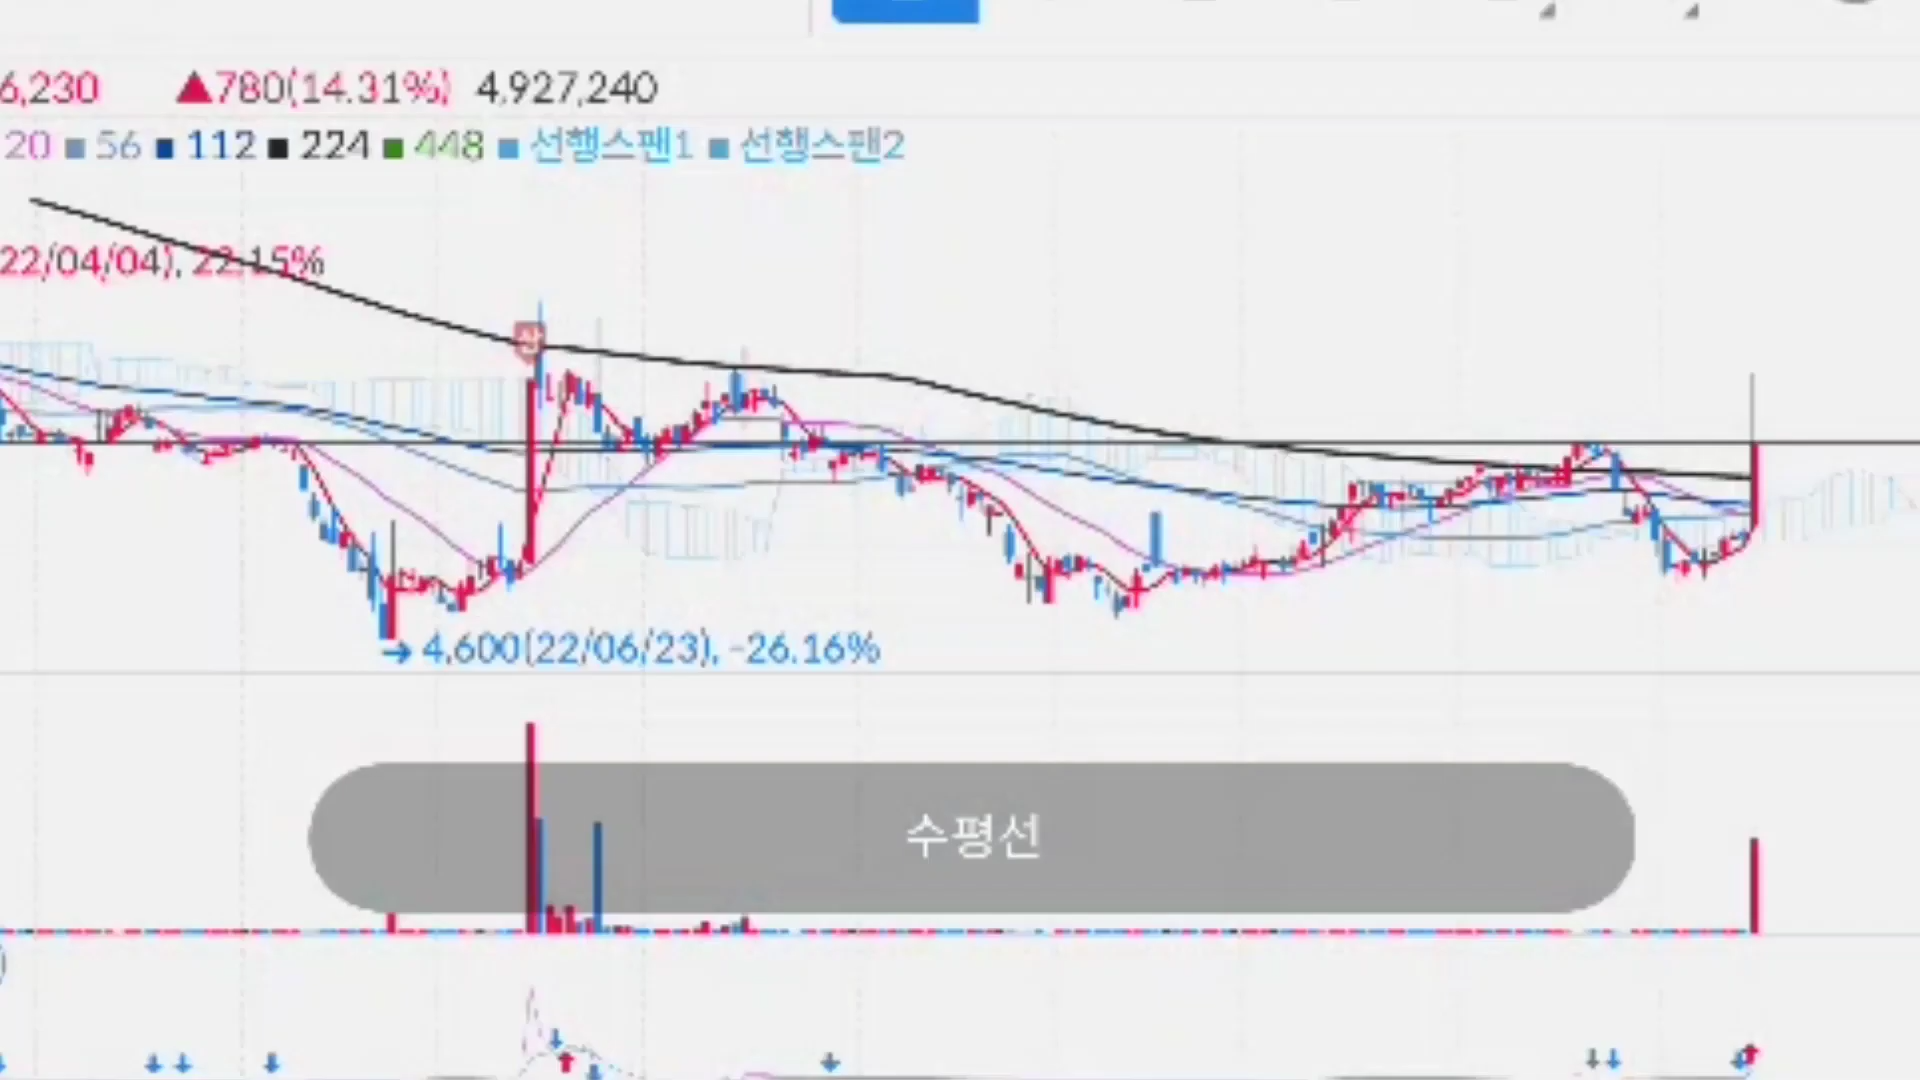 6,230 ▲780(14.31%) 4,927,240
20 56 112 224 448 선행스팬1 선행스팬2
22/04/04), 22.15%
상
→ 4,600(22/06/23), -26.16%
수평선